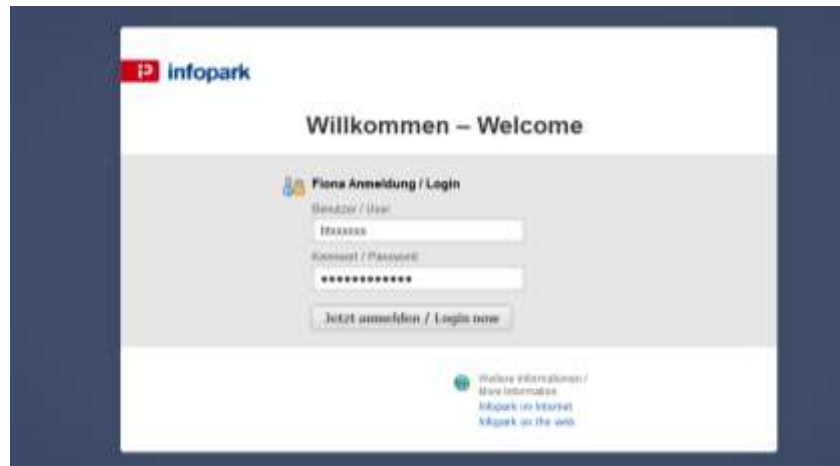 infopark
Willkommen – Welcome
Fiona Anmeldung / Login
Benutzer / User
Kennwort / Password
••••••••••••
Jetzt anmelden / Login now
Weitere Informationen /
More Information
Infopark im Internet
Infopark on the web